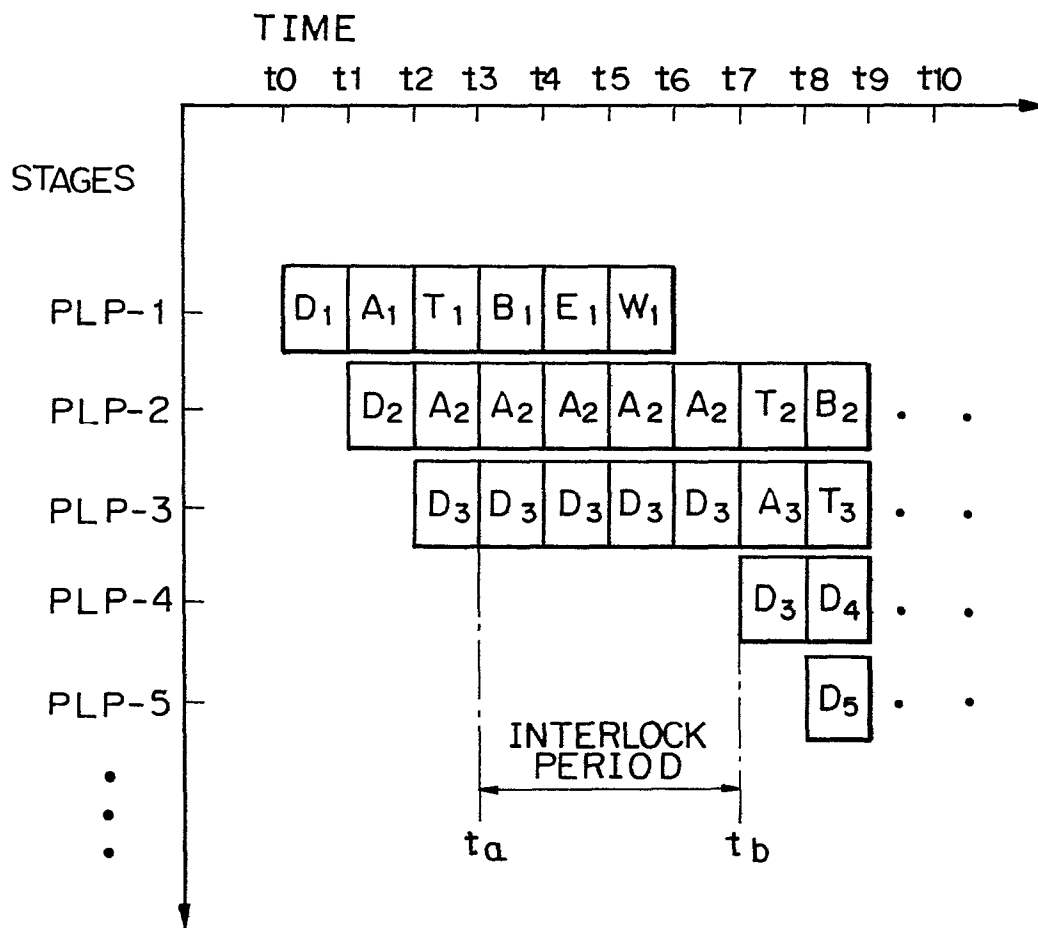 TIME
t0 t1 t2 t3 t4 t5 t6 t7 t8 t9 t10
STAGES
PLP-1 D1 A1 T1 B1 E1 W1
PLP-2 D2 A2 A2 A2 A2 A2 T2 B2
PLP-3 D3 D3 D3 D3 D3 A3 T3
PLP-4 D3 D4
PLP-5 D5
INTERLOCK
PERIOD
ta tb